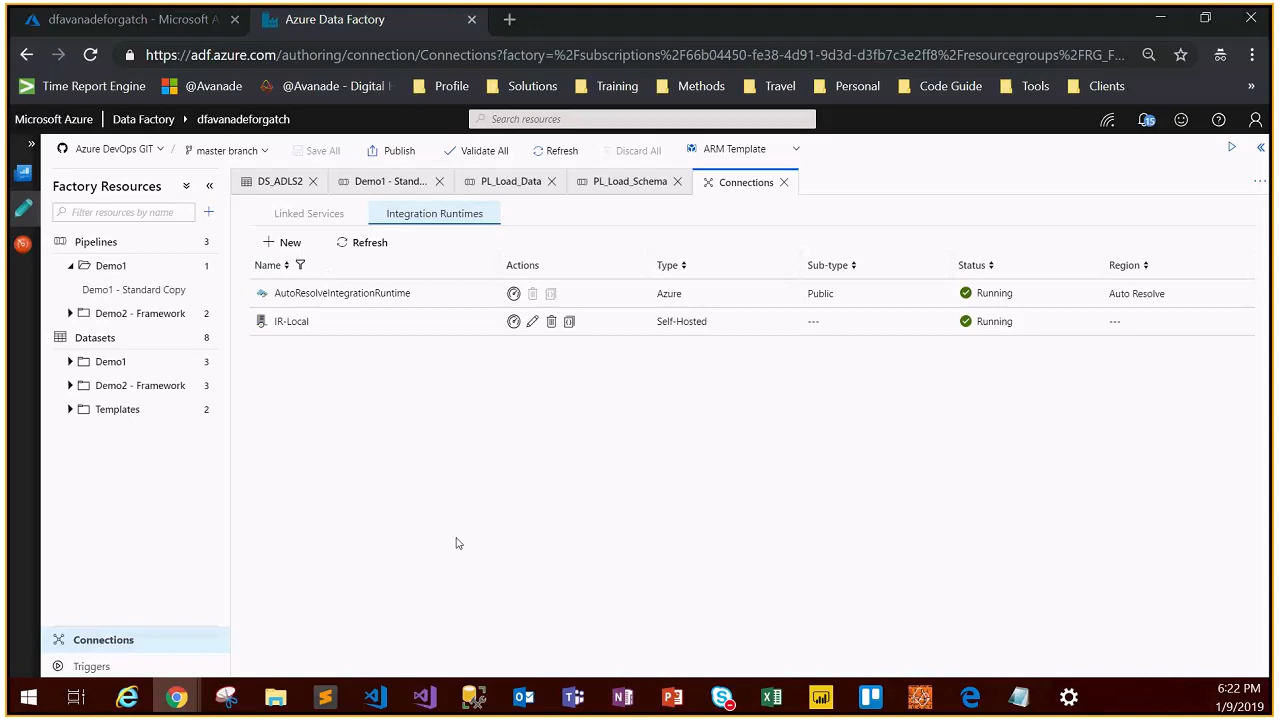 dfavanadeforgatch - Microsoft A
Azure Data Factory
https://adf.azure.com/authoring/connection/Connections?factory=%2Fsubscriptions%2F66b04450-fe38-4d91-9d3d-d3fb7c3e2ff8%2Fresourcegroups%2FRG_F...
Time Report Engine
@Avanade
@Avanade - Digital I
Profile
Solutions
Training
Methods
Travel
Personal
Code Guide
Tools
Clients
»
Microsoft Azure
Data Factory
dfavanadeforgatch
Search resources
15
Azure DevOps GIT
/
master branch
Save All
Publish
Validate All
Refresh
Discard All
ARM Template
Factory Resources
DS_ADLS2
Demo1 - Stand...
PL_Load_Data
PL_Load_Schema
Connections
...
Filter resources by name
Linked Services
Integration Runtimes
Pipelines 3
New
Refresh
Demo1 1
Name
Actions
Type
Sub-type
Status
Region
Demo1 - Standard Copy
AutoResolveIntegrationRuntime
Azure
Public
Running
Auto Resolve
Demo2 - Framework 2
IR-Local
Self-Hosted
---
Running
---
Datasets 8
Demo1 3
Demo2 - Framework 3
Templates 2
Connections
Triggers
6:22 PM
1/9/2019